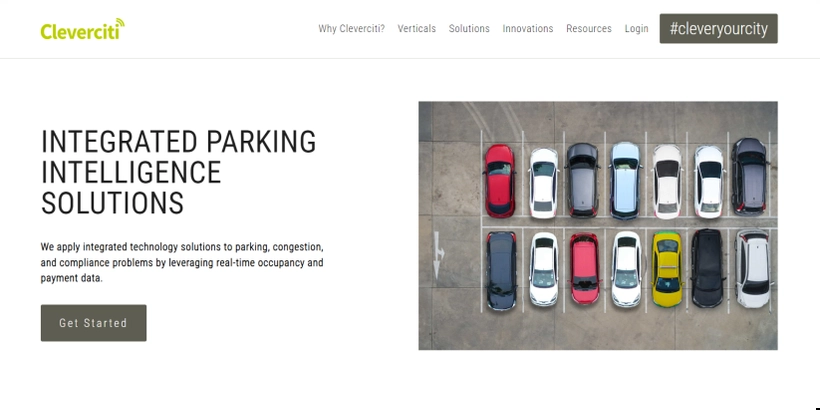 Cleverciti
Why Cleverciti? Verticals Solutions Innovations Resources Login #cleveryourcity
INTEGRATED PARKING
INTELLIGENCE
SOLUTIONS
We apply integrated technology solutions to parking, congestion,
and compliance problems by leveraging real-time occupancy and
payment data.
Get Started